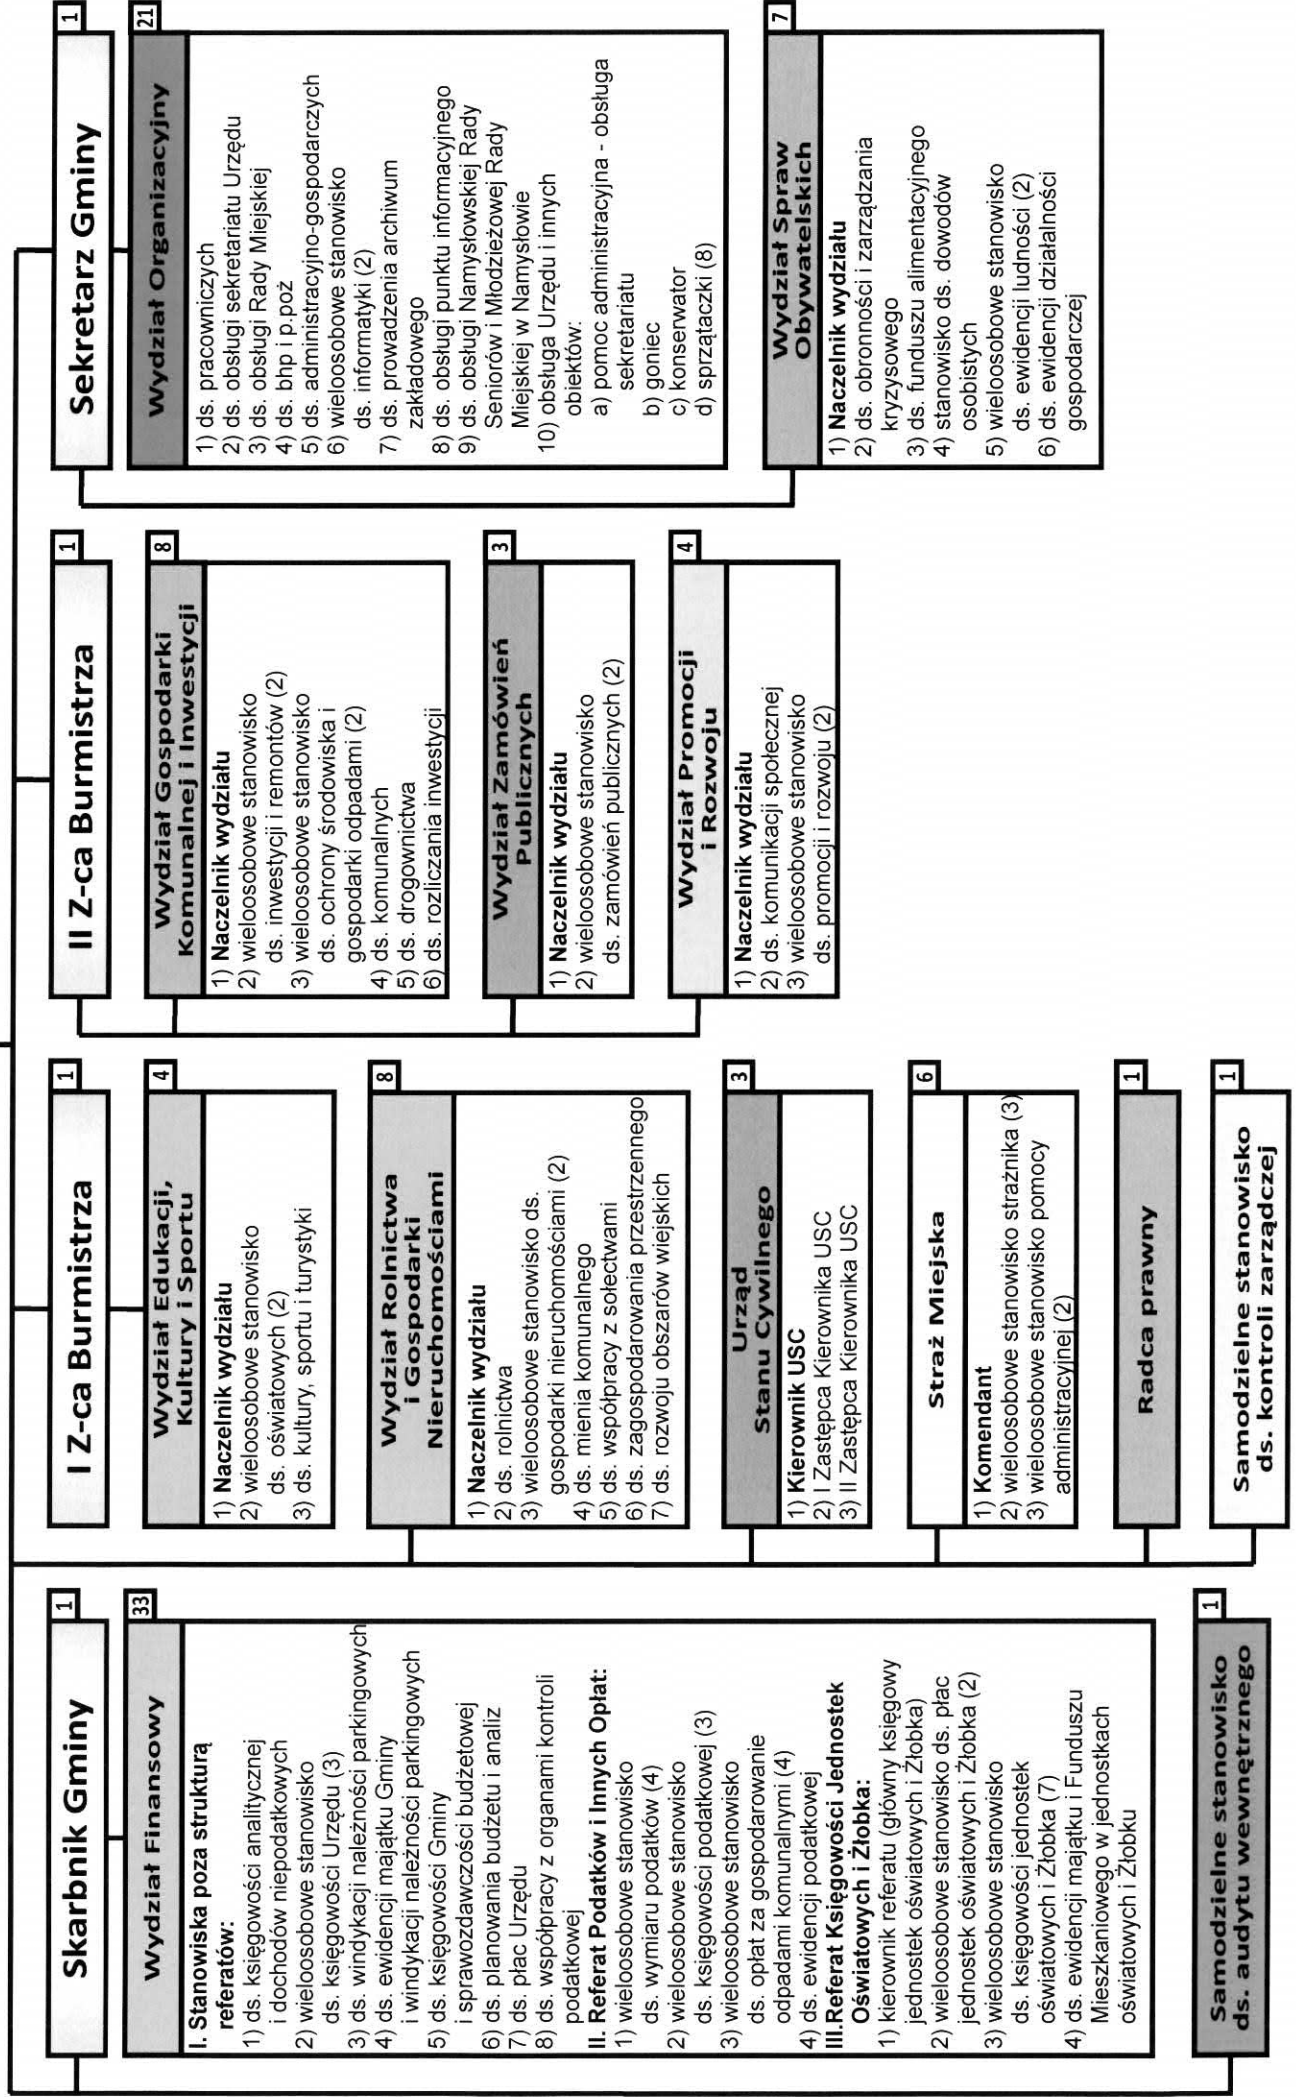 Skarbnik Gminy
1
Wydział Finansowy
33
I. Stanowiska poza strukturą
referatów:
1) ds. księgowości analitycznej
i dochodów niepodatkowych
2) wieloosobowe stanowisko
ds. księgowości Urzędu (3)
3) ds. windykacji należności parkingowych
4) ds. ewidencji majątku Gminy
i windykacji należności parkingowych
5) ds. księgowości Gminy
i sprawozdawczości budżetowej
6) ds. planowania budżetu i analiz
7) ds. płac Urzędu
8) ds. współpracy z organami kontroli
podatkowej
II. Referat Podatków i Innych Opłat:
1) wieloosobowe stanowisko
ds. wymiaru podatków (4)
2) wieloosobowe stanowisko
ds. księgowości podatkowej (3)
3) wieloosobowe stanowisko
ds. opłat za gospodarowanie
odpadami komunalnymi (4)
4) ds. ewidencji podatkowej
III.Referat Księgowości Jednostek
Oświatowych i Żłobka:
1) kierownik referatu (główny księgowy
jednostek oświatowych i Żłobka)
2) wieloosobowe stanowisko ds. płac
jednostek oświatowych i Żłobka (2)
3) wieloosobowe stanowisko
ds. księgowości jednostek
oświatowych i Żłobka (7)
4) ds. ewidencji majątku i Funduszu
Mieszkaniowego w jednostkach
oświatowych i Żłobku
Samodzielne stanowisko
ds. audytu wewnętrznego
1
I Z-ca Burmistrza
1
Wydział Edukacji,
Kultury i Sportu
4
1) Naczelnik wydziału
2) wieloosobowe stanowisko
ds. oświatowych (2)
3) ds. kultury, sportu i turystyki
Wydział Rolnictwa
i Gospodarki
Nieruchomościami
8
1) Naczelnik wydziału
2) ds. rolnictwa
3) wieloosobowe stanowisko ds.
gospodarki nieruchomościami (2)
4) ds. mienia komunalnego
5) ds. współpracy z sołectwami
6) ds. zagospodarowania przestrzennego
7) ds. rozwoju obszarów wiejskich
Urząd
Stanu Cywilnego
3
1) Kierownik USC
2) I Zastępca Kierownika USC
3) II Zastępca Kierownika USC
Straż Miejska
6
1) Komendant
2) wieloosobowe stanowisko strażnika (3)
3) wieloosobowe stanowisko pomocy
administracyjnej (2)
Radca prawny
1
Samodzielne stanowisko
ds. kontroli zarządczej
1
II Z-ca Burmistrza
1
Wydział Gospodarki
Komunalnej i Inwestycji
8
1) Naczelnik wydziału
2) wieloosobowe stanowisko
ds. inwestycji i remontów (2)
3) wieloosobowe stanowisko
ds. ochrony środowiska i
gospodarki odpadami (2)
4) ds. komunalnych
5) ds. drogownictwa
6) ds. rozliczania inwestycji
Wydział Zamówień
Publicznych
3
1) Naczelnik wydziału
2) wieloosobowe stanowisko
ds. zamówień publicznych (2)
Wydział Promocji
i Rozwoju
4
1) Naczelnik wydziału
2) ds. komunikacji społecznej
3) wieloosobowe stanowisko
ds. promocji i rozwoju (2)
Sekretarz Gminy
1
Wydział Organizacyjny
21
1) ds. pracowniczych
2) ds. obsługi sekretariatu Urzędu
3) ds. obsługi Rady Miejskiej
4) ds. bhp i p.poż
5) ds. administracyjno-gospodarczych
6) wieloosobowe stanowisko
ds. informatyki (2)
7) ds. prowadzenia archiwum
zakładowego
8) ds. obsługi punktu informacyjnego
9) ds. obsługi Namysłowskiej Rady
Seniorów i Młodzieżowej Rady
Miejskiej w Namysłowie
10) obsługa Urzędu i innych
obiektów:
a) pomoc administracyjna - obsługa
sekretariatu
b) goniec
c) konserwator
d) sprzątaczki (8)
Wydział Spraw
Obywatelskich
7
1) Naczelnik wydziału
2) ds. obronności i zarządzania
kryzysowego
3) ds. funduszu alimentacyjnego
4) stanowisko ds. dowodów
osobistych
5) wieloosobowe stanowisko
ds. ewidencji ludności (2)
6) ds. ewidencji działalności
gospodarczej